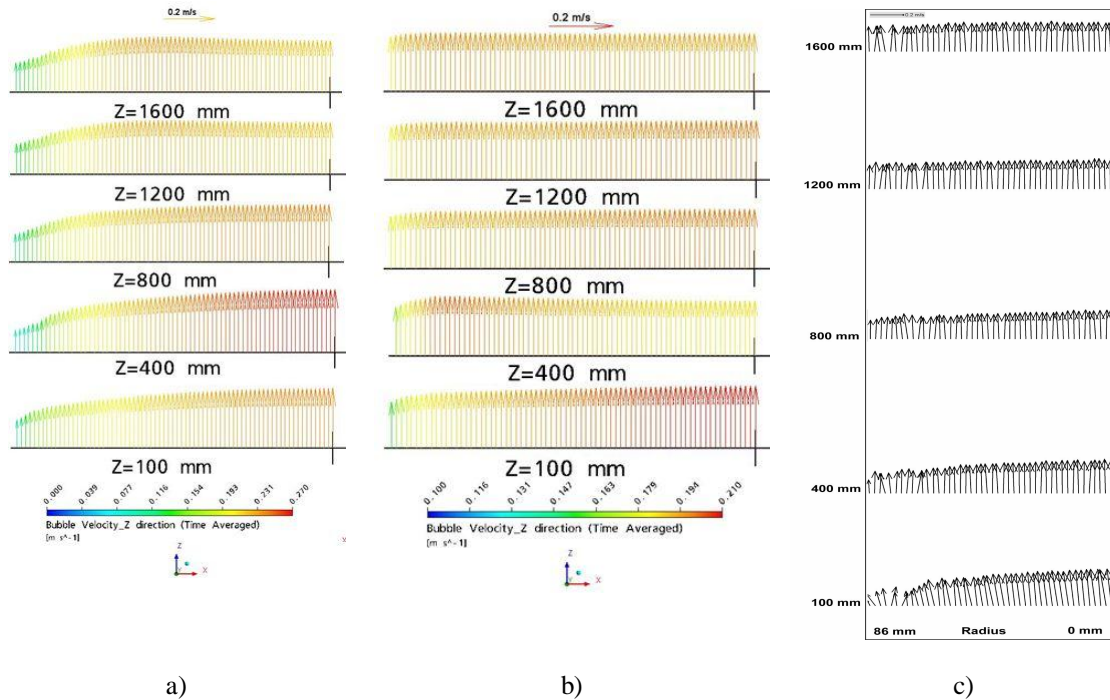 0.2 m/s
Z=1600 mm
Z=1200 mm
Z=800 mm
Z=400 mm
Z=100 mm
0.000 0.039 0.077 0.116 0.154 0.193 0.231 0.270
Bubble Velocity_Z direction (Time Averaged)
[m s^-1]
Z
Y
X
x
a)
0.2 m/s
Z=1600 mm
Z=1200 mm
Z=800 mm
Z=400 mm
Z=100 mm
0.100 0.116 0.131 0.147 0.163 0.179 0.194 0.210
Bubble Velocity_Z direction (Time Averaged)
[m s^-1]
Z
Y
X
b)
0.2 m/s
1600 mm
1200 mm
800 mm
400 mm
100 mm
86 mm Radius 0 mm
c)